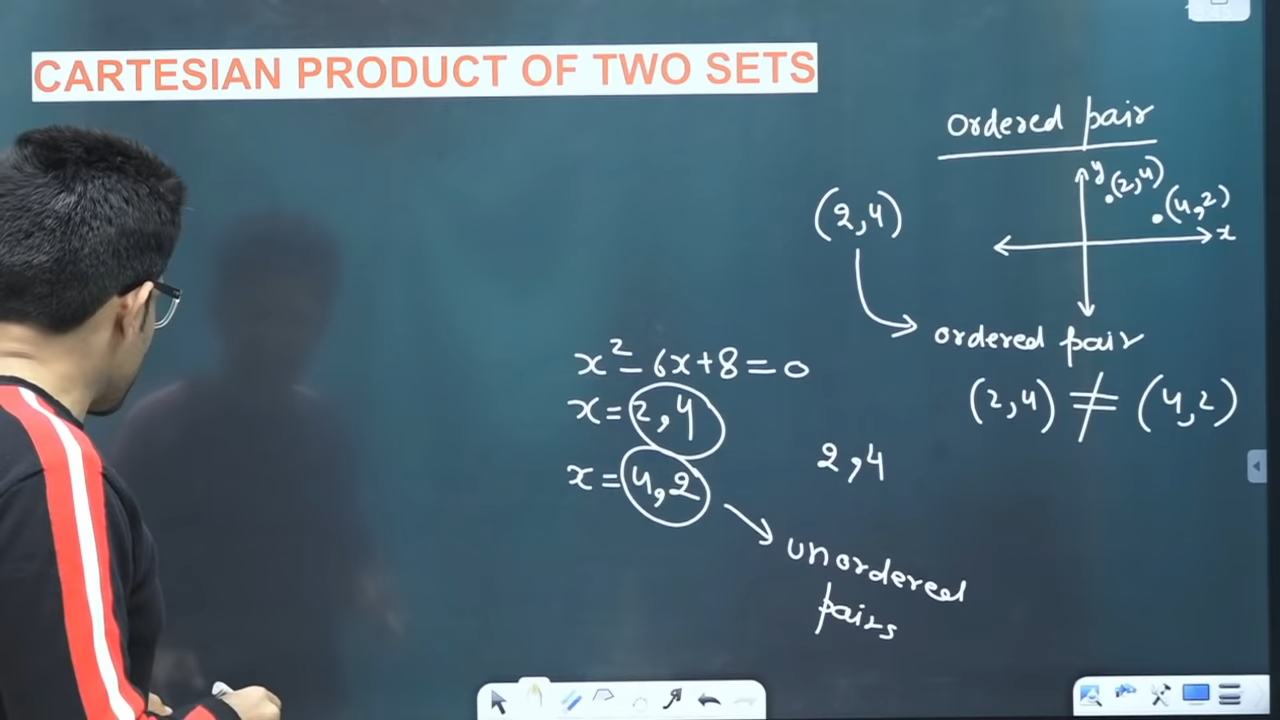 CARTESIAN PRODUCT OF TWO SETS
Ordered pair
y
(2,4)
(4,2)
x
(2,4)
ordered pair
(2,4) ≠ (4,2)
x² - 6x + 8 = 0
x = 2,4
x = 4,2
2,4
unordered
pairs